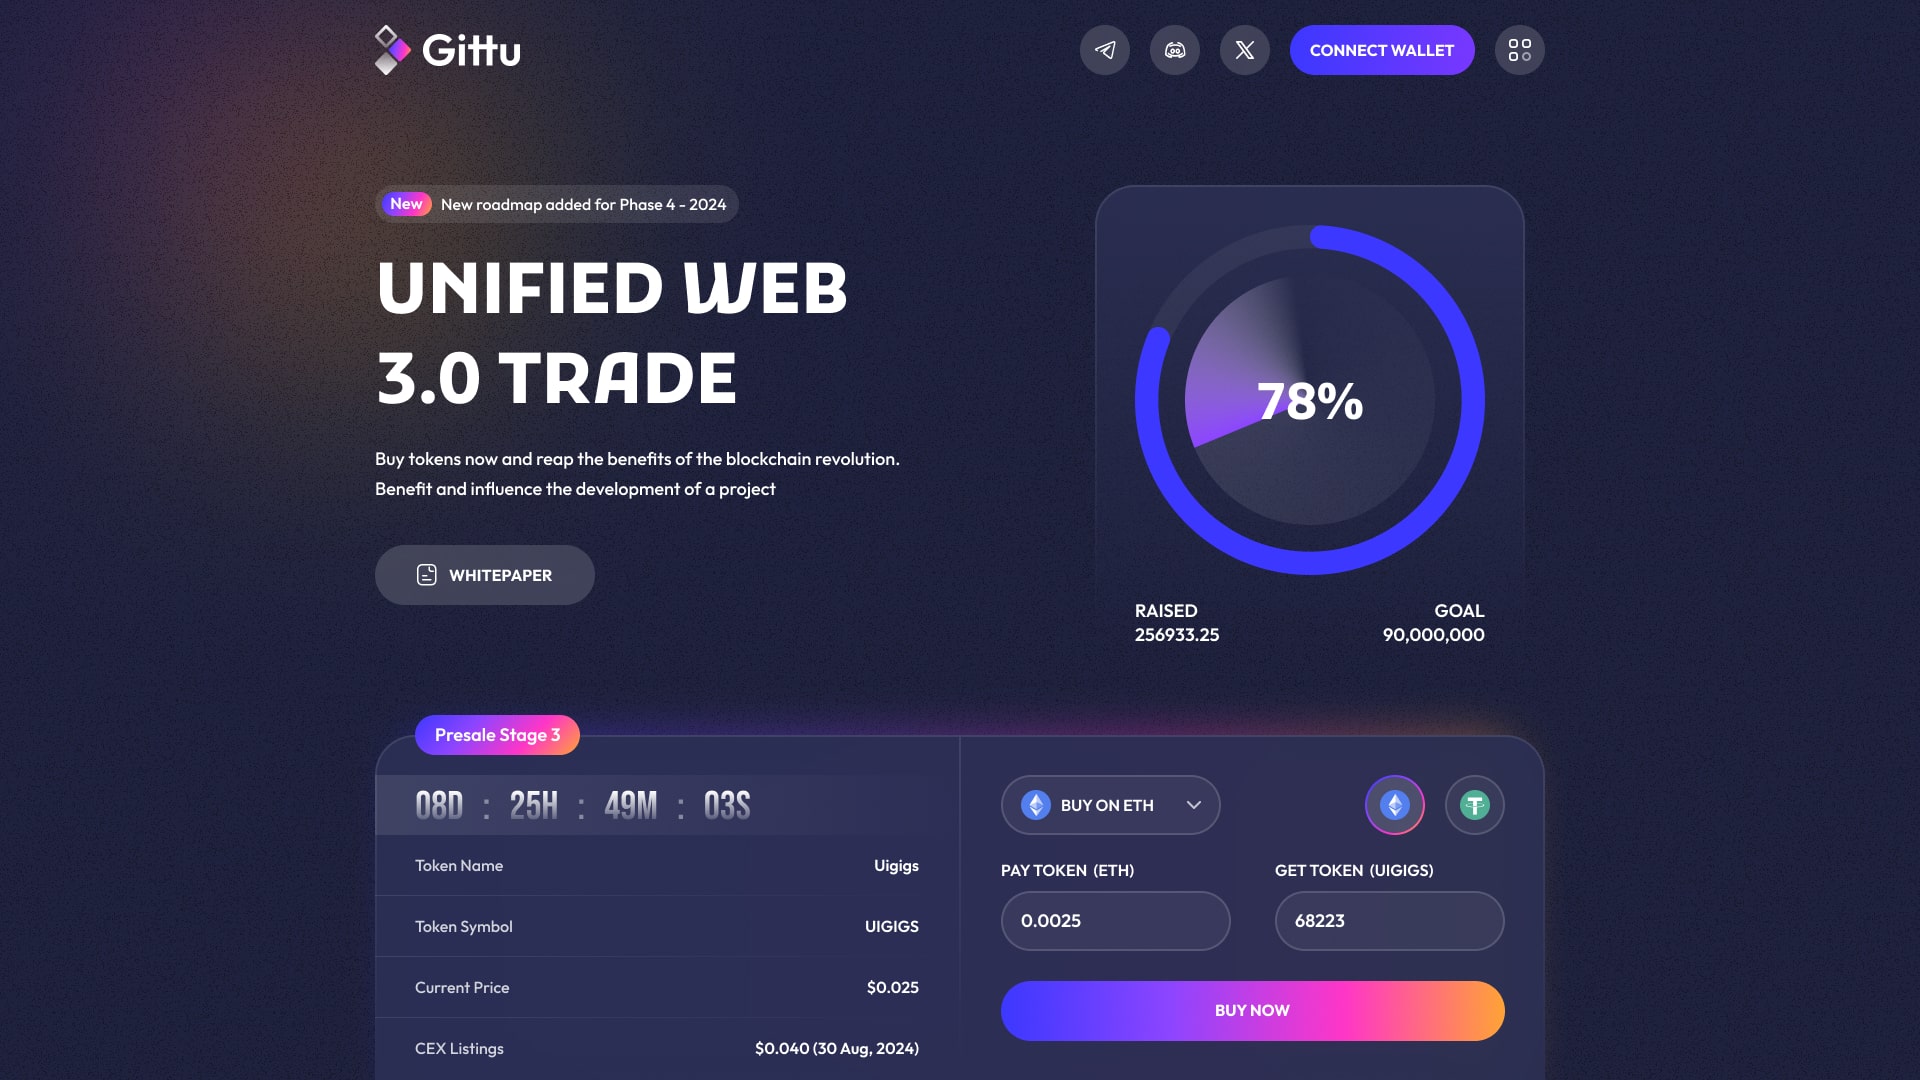 Gittu
CONNECT WALLET
New New roadmap added for Phase 4 - 2024
UNIFIED WEB
3.0 TRADE
Buy tokens now and reap the benefits of the blockchain revolution.
Benefit and influence the development of a project
WHITEPAPER
78%
RAISED
256933.25
GOAL
90,000,000
Presale Stage 3
08D : 25H : 49M : 03S
Token Name Uigigs
Token Symbol UIGIGS
Current Price $0.025
CEX Listings $0.040 (30 Aug, 2024)
BUY ON ETH
PAY TOKEN (ETH)
0.0025
GET TOKEN (UIGIGS)
68223
BUY NOW